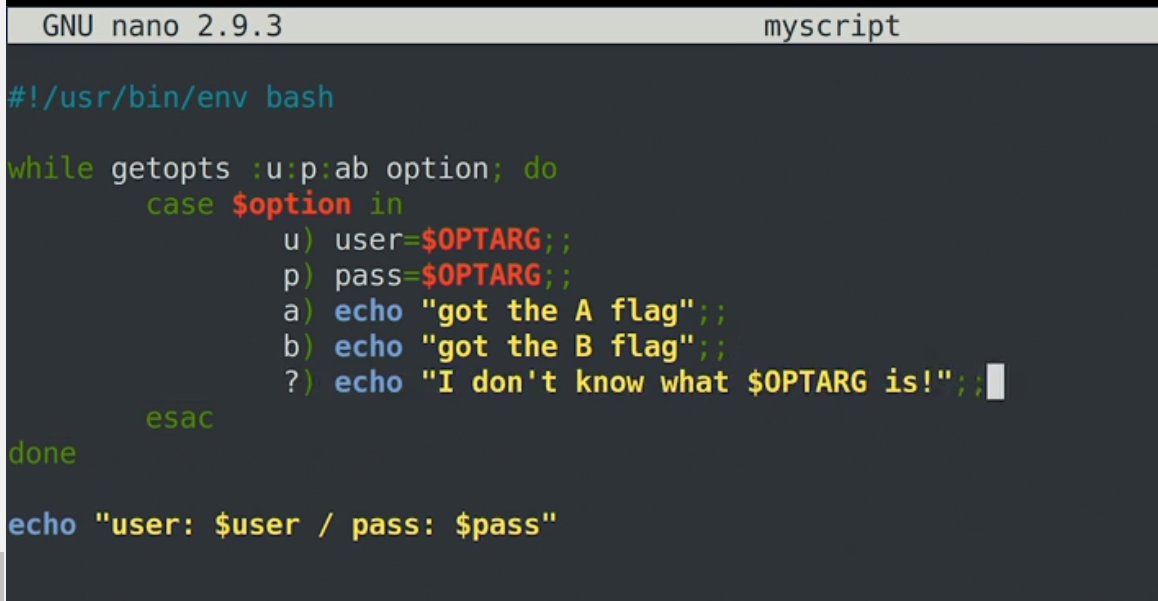 GNU nano 2.9.3 myscript
#!/usr/bin/env bash
while getopts :u:p:ab option; do
case $option in
u) user=$OPTARG;;
p) pass=$OPTARG;;
a) echo "got the A flag";;
b) echo "got the B flag";;
?) echo "I don't know what $OPTARG is!";;
esac
done
echo "user: $user / pass: $pass"